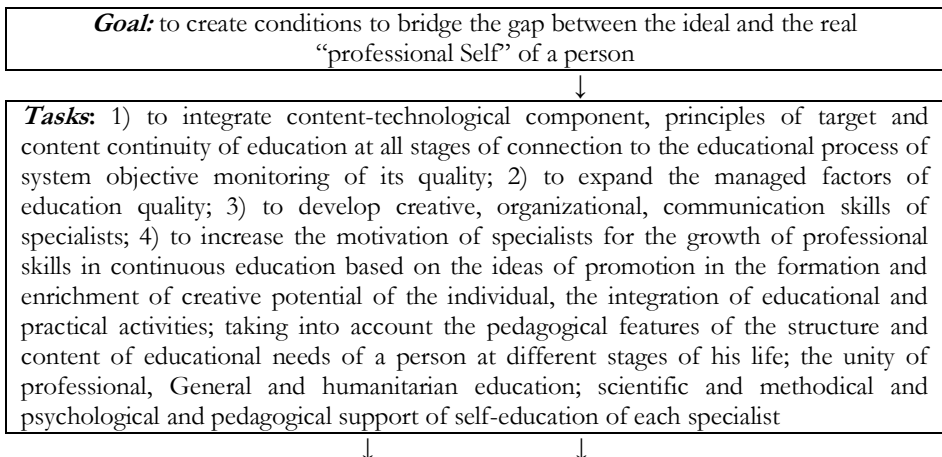 Goal: to create conditions to bridge the gap between the ideal and the real
“professional Self” of a person
↓
Tasks: 1) to integrate content-technological component, principles of target and
content continuity of education at all stages of connection to the educational process of
system objective monitoring of its quality; 2) to expand the managed factors of
education quality; 3) to develop creative, organizational, communication skills of
specialists; 4) to increase the motivation of specialists for the growth of professional
skills in continuous education based on the ideas of promotion in the formation and
enrichment of creative potential of the individual, the integration of educational and
practical activities; taking into account the pedagogical features of the structure and
content of educational needs of a person at different stages of his life; the unity of
professional, General and humanitarian education; scientific and methodical and
psychological and pedagogical support of self-education of each specialist
↓ ↓